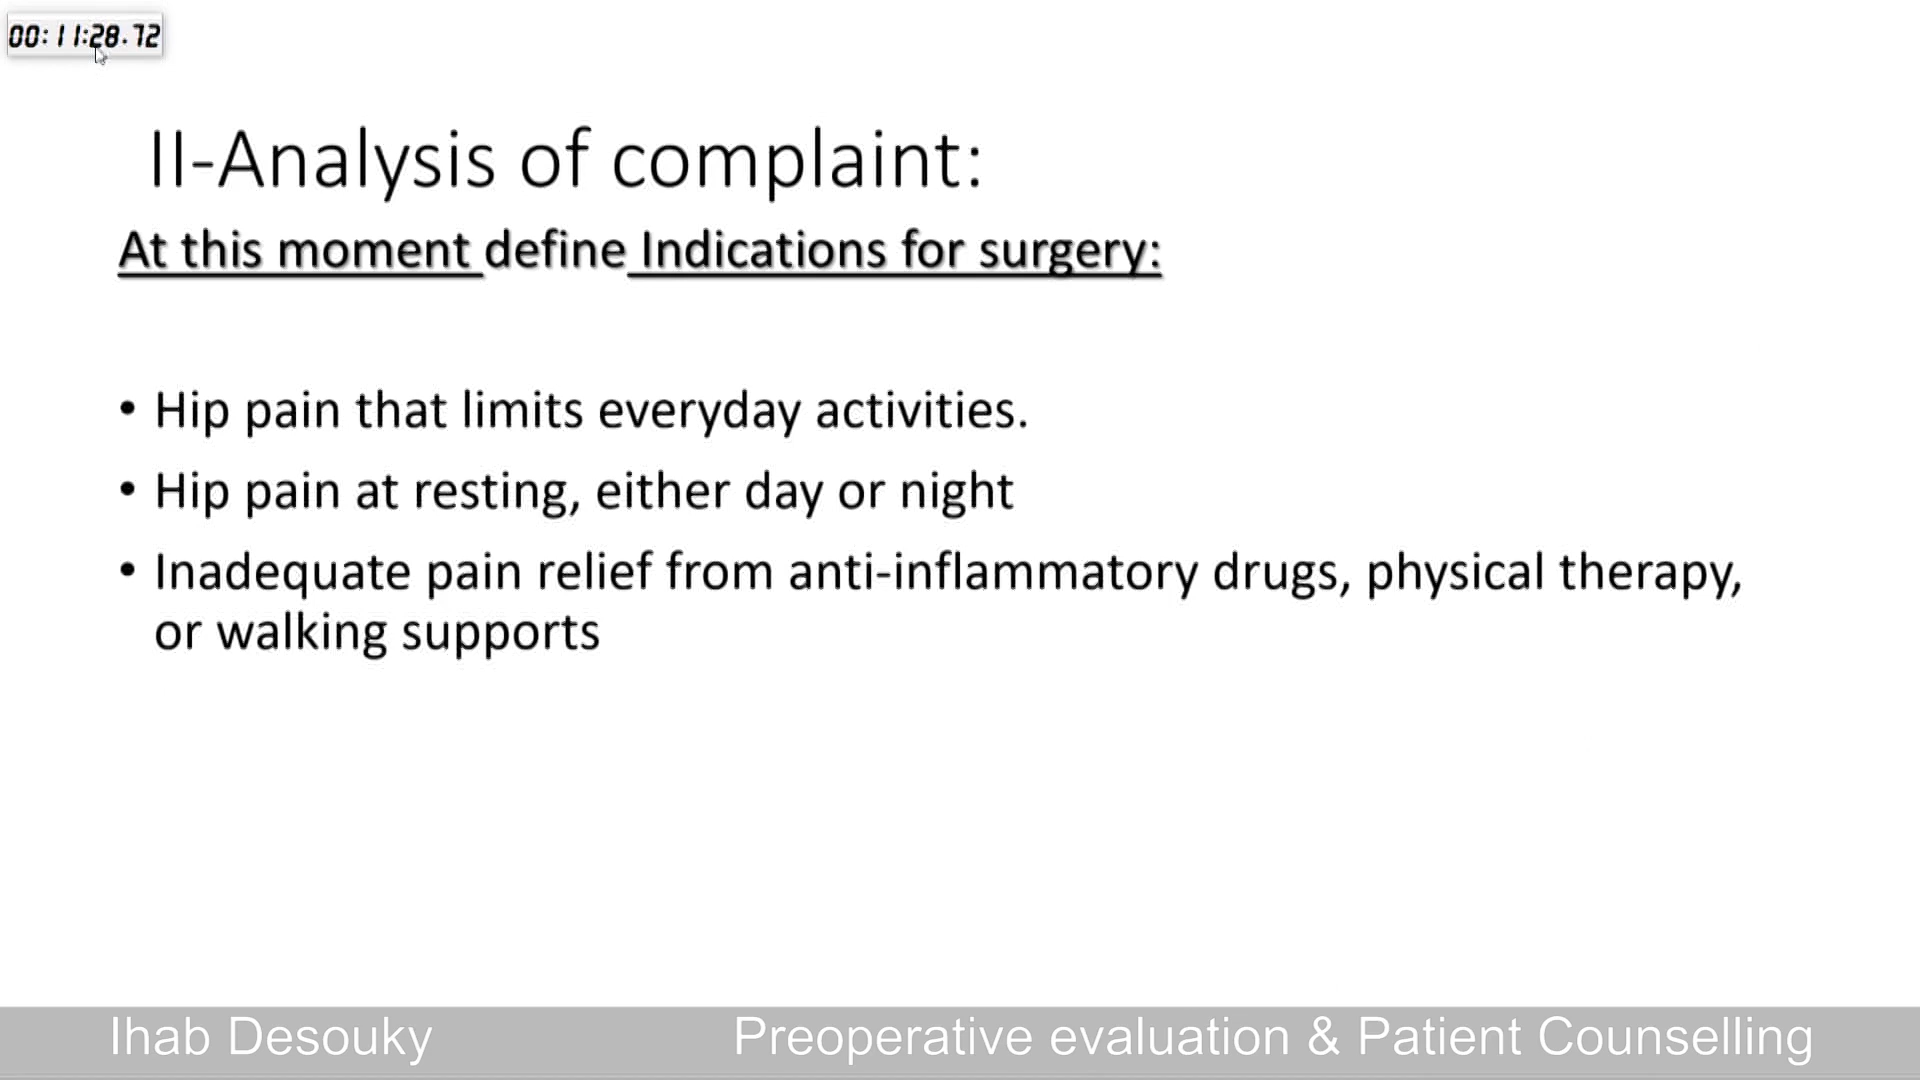 00:11:28.72
II-Analysis of complaint:
At this moment define Indications for surgery:
• Hip pain that limits everyday activities.
• Hip pain at resting, either day or night
• Inadequate pain relief from anti-inflammatory drugs, physical therapy,
or walking supports
Ihab Desouky
Preoperative evaluation & Patient Counselling